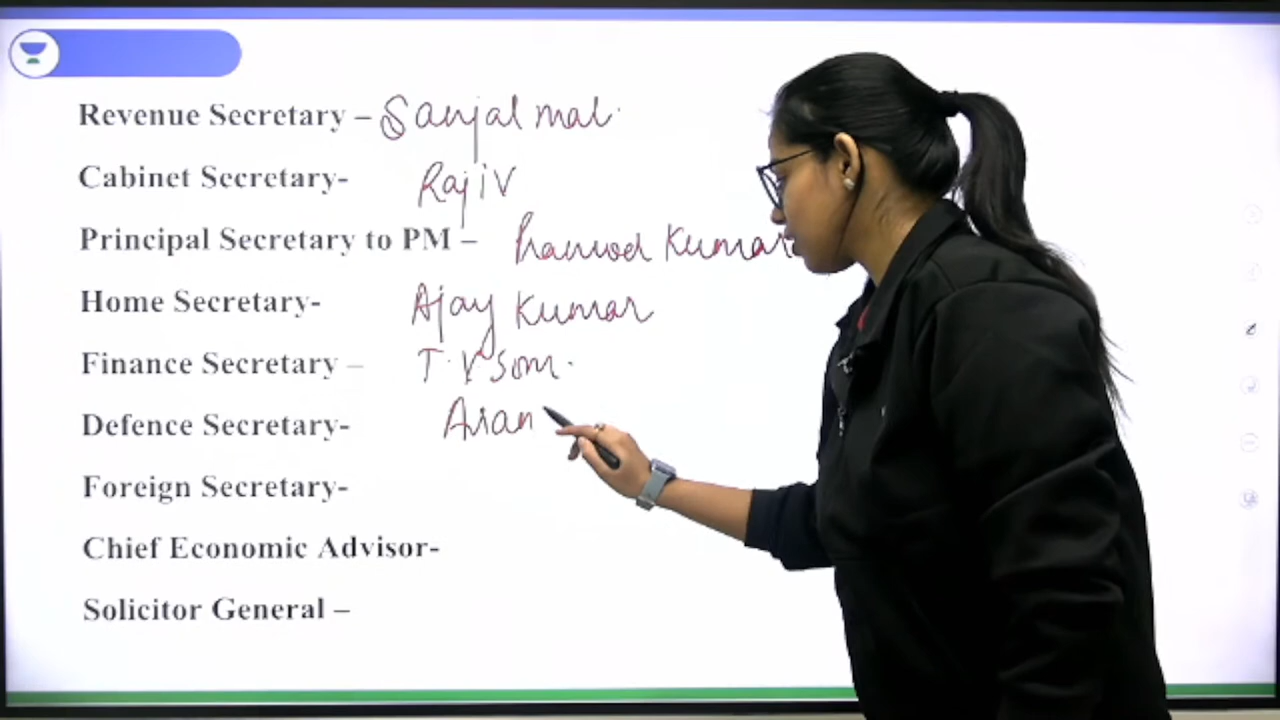 Revenue Secretary – Sanjal mal.
Cabinet Secretary- Rajiv
Principal Secretary to PM – Pramod Kumar
Home Secretary- Ajay Kumar
Finance Secretary – T. V Som.
Defence Secretary- Aran
Foreign Secretary-
Chief Economic Advisor-
Solicitor General –